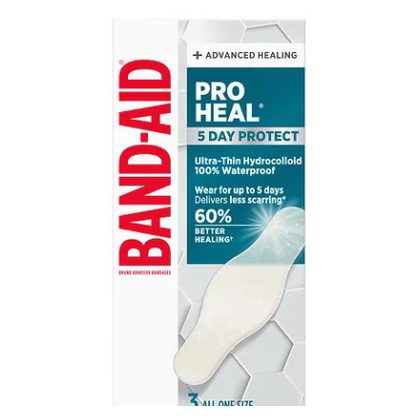 BAND-AID®
BRAND ADHESIVE BANDAGES
+ ADVANCED HEALING
PRO
HEAL®
5 DAY PROTECT
Ultra-Thin Hydrocolloid
100% Waterproof
Wear for up to 5 days
Delivers less scarring*
60%
BETTER
HEALING†
3 ALL ONE SIZE